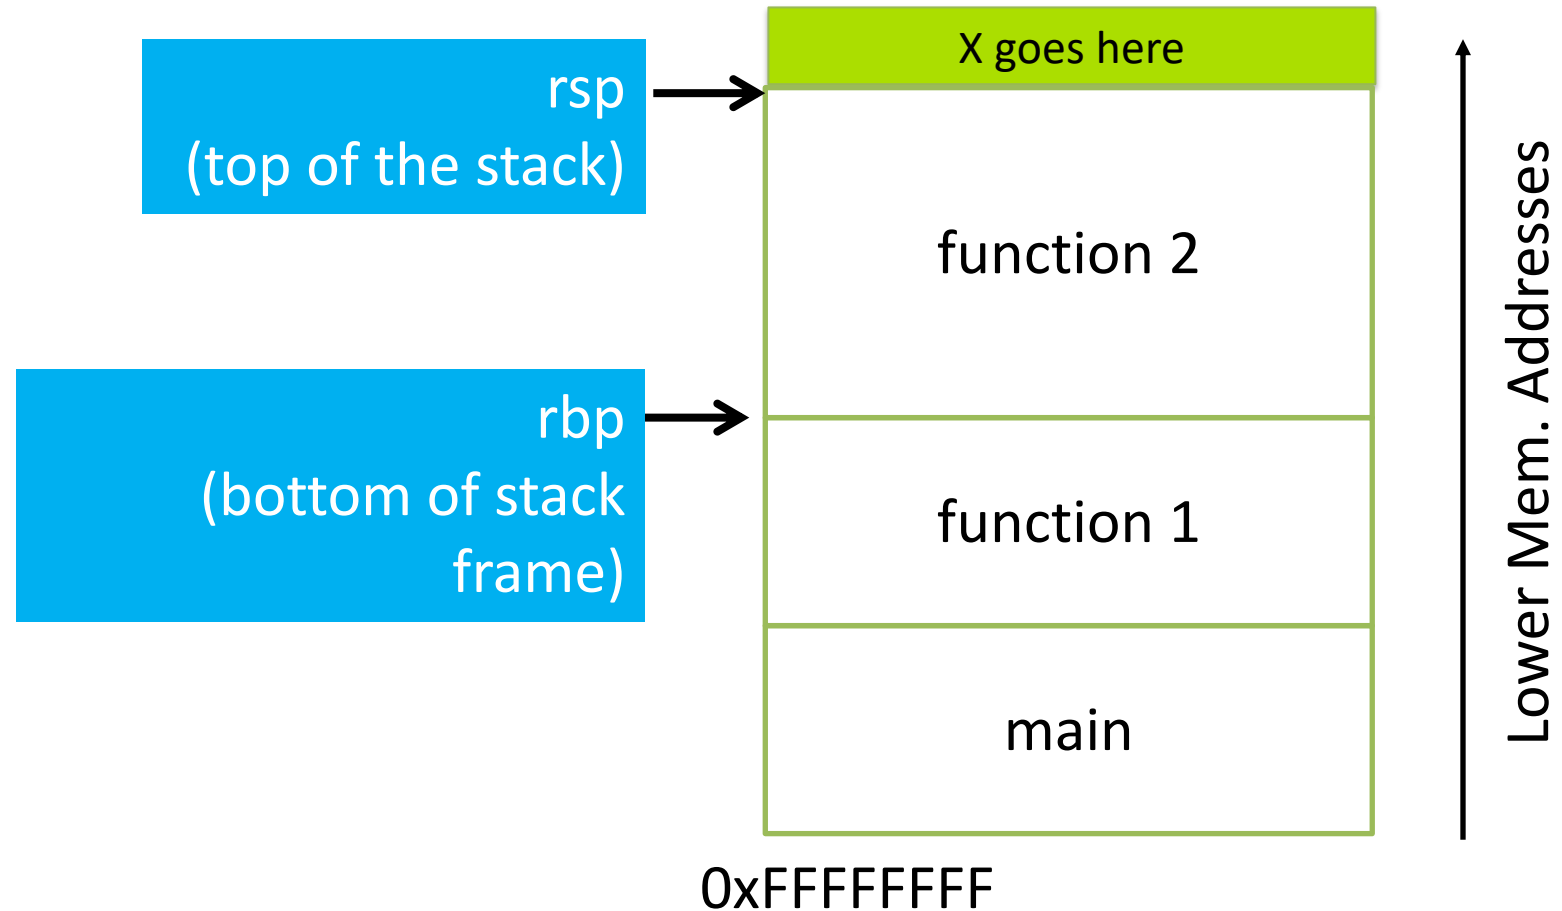 X goes here
rsp
(top of the stack)
function 2
rbp
(bottom of stack
frame)
function 1
main
0xFFFFFFFF
Lower Mem. Addresses